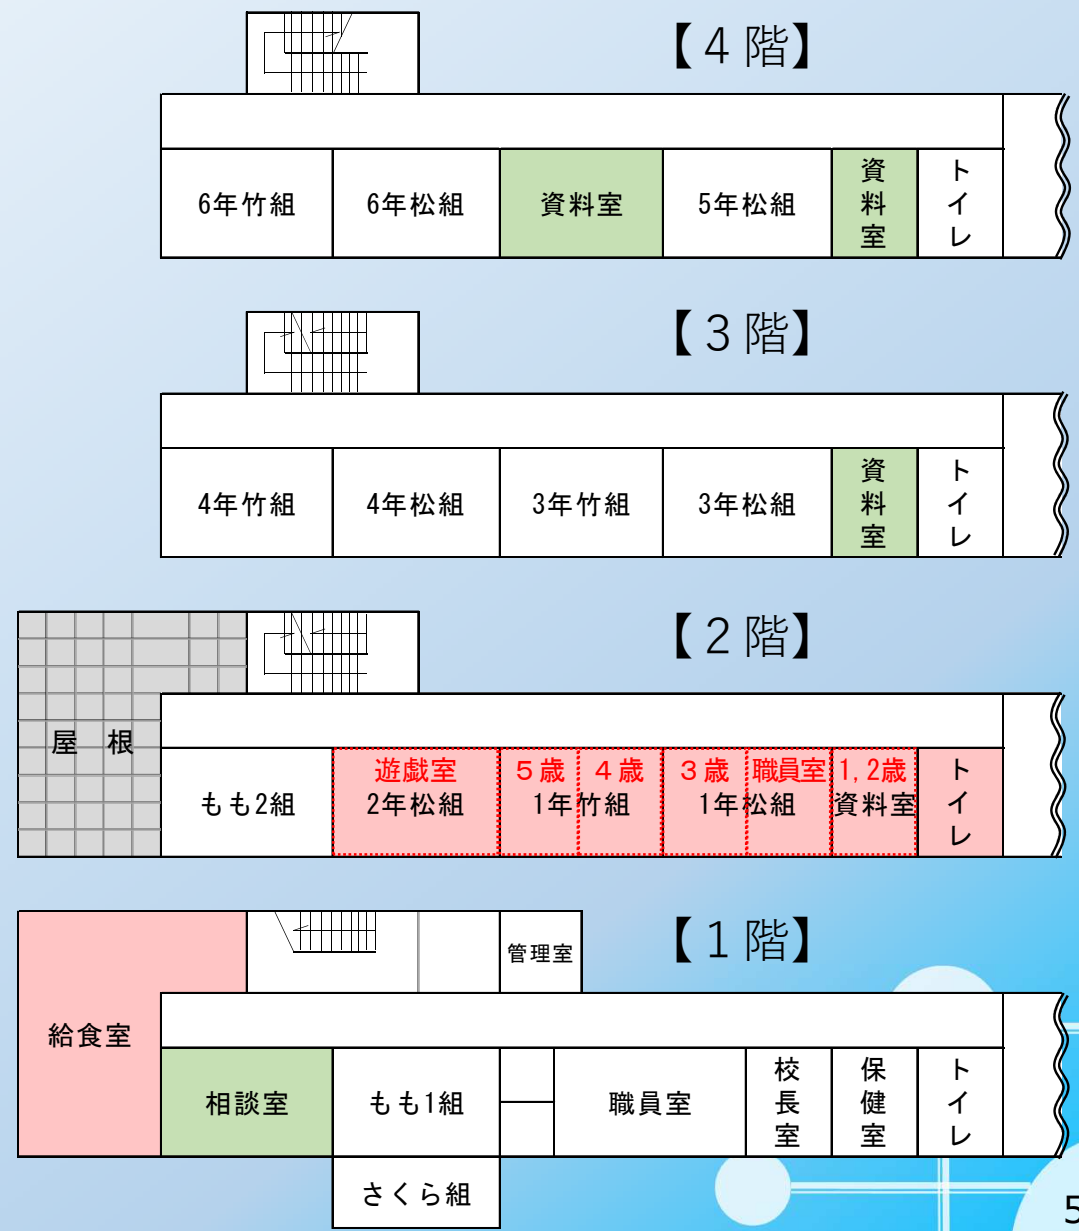 【4階】
6年竹組 6年松組 資料室 5年松組 資料室 トイレ
【3階】
4年竹組 4年松組 3年竹組 3年松組 資料室 トイレ
【2階】
屋 根
遊戯室 5歳 4歳 3歳 職員室 1,2歳
もも2組 2年松組 1年竹組 1年松組 資料室 トイレ
【1階】
管理室
給食室
相談室 もも1組 職員室 校長室 保健室 トイレ
さくら組
5